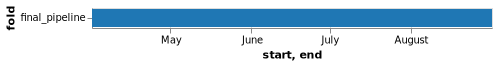 fold
final_pipeline
May June July August
start, end